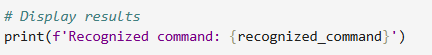 # Display results
print(f'Recognized command: {recognized_command}')